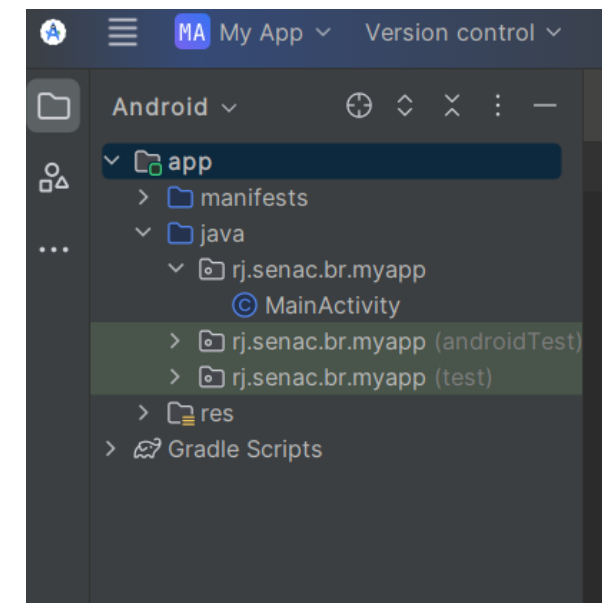 MA My App Version control
Android
app
manifests
java
rj.senac.br.myapp
C MainActivity
rj.senac.br.myapp (androidTest)
rj.senac.br.myapp (test)
res
Gradle Scripts